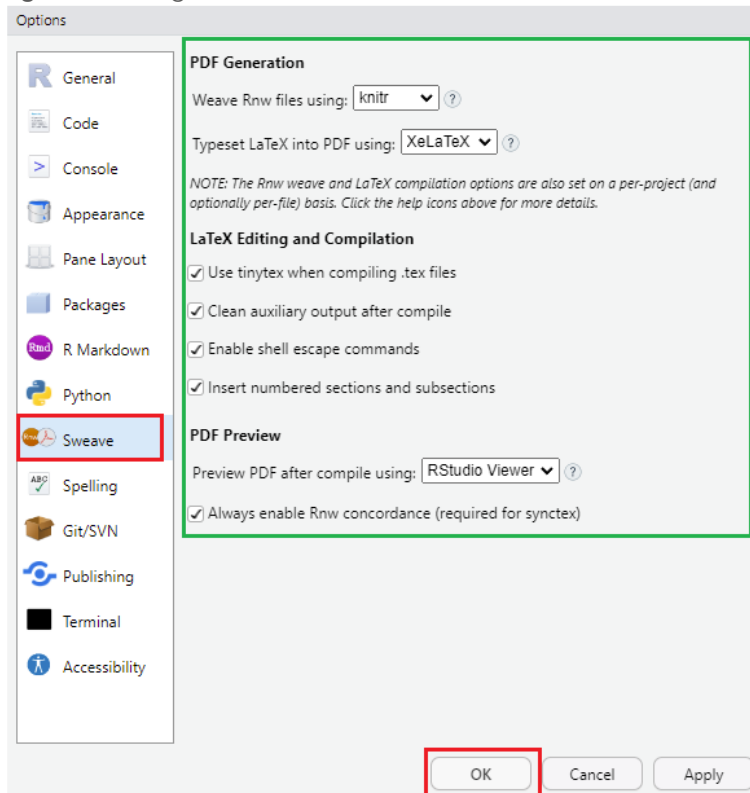 Options
General
Code
Console
Appearance
Pane Layout
Packages
Rmd
R Markdown
Python
Sweave
ABC
Spelling
Git/SVN
Publishing
Terminal
Accessibility
PDF Generation
Weave Rnw files using: knitr ?
Typeset LaTeX into PDF using: XeLaTeX ?
NOTE: The Rnw weave and LaTeX compilation options are also set on a per-project (and
optionally per-file) basis. Click the help icons above for more details.
LaTeX Editing and Compilation
Use tinytex when compiling .tex files
Clean auxiliary output after compile
Enable shell escape commands
Insert numbered sections and subsections
PDF Preview
Preview PDF after compile using: RStudio Viewer ?
Always enable Rnw concordance (required for synctex)
OK Cancel Apply